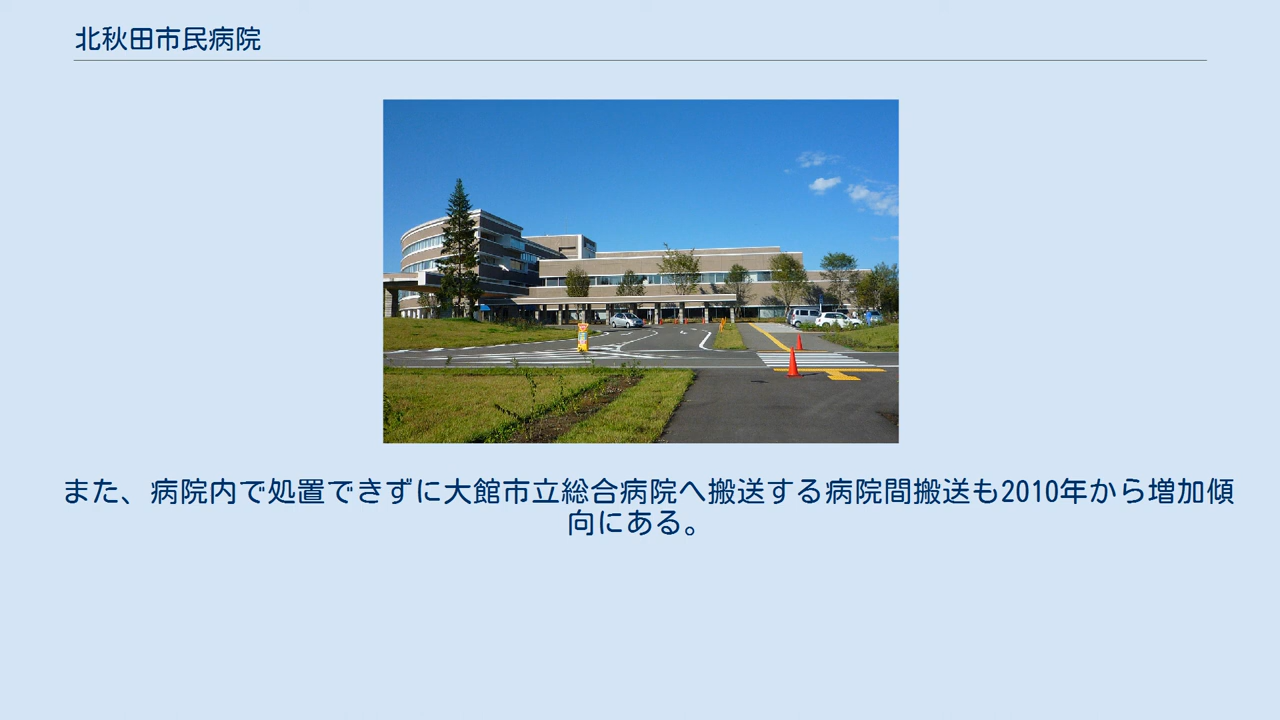 北秋田市民病院
また、病院内で処置できずに大館市立総合病院へ搬送する病院間搬送も2010年から増加傾
向にある。